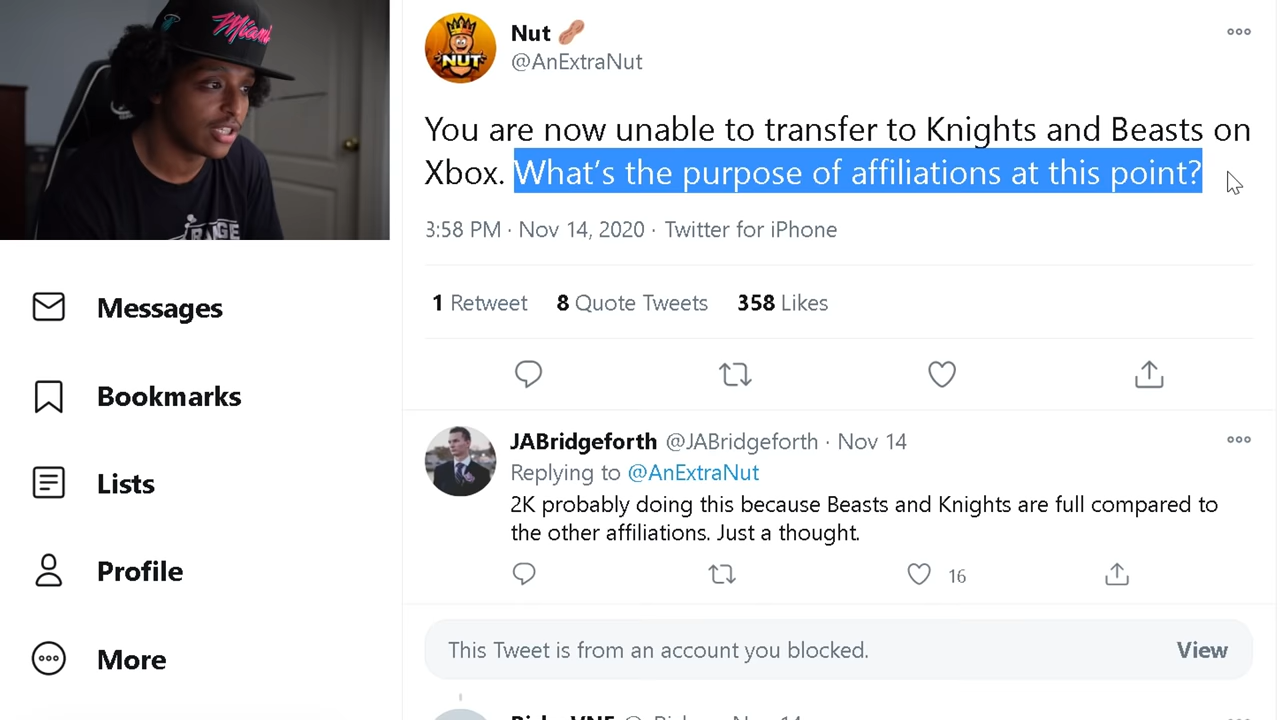 Miami
NUT
Nut
@AnExtraNut
You are now unable to transfer to Knights and Beasts on
Xbox. What's the purpose of affiliations at this point?
3:58 PM · Nov 14, 2020 · Twitter for iPhone
1 Retweet 8 Quote Tweets 358 Likes
Messages
Bookmarks
Lists
Profile
More
JABridgeforth @JABridgeforth · Nov 14
Replying to @AnExtraNut
2K probably doing this because Beasts and Knights are full compared to
the other affiliations. Just a thought.
16
This Tweet is from an account you blocked.
View